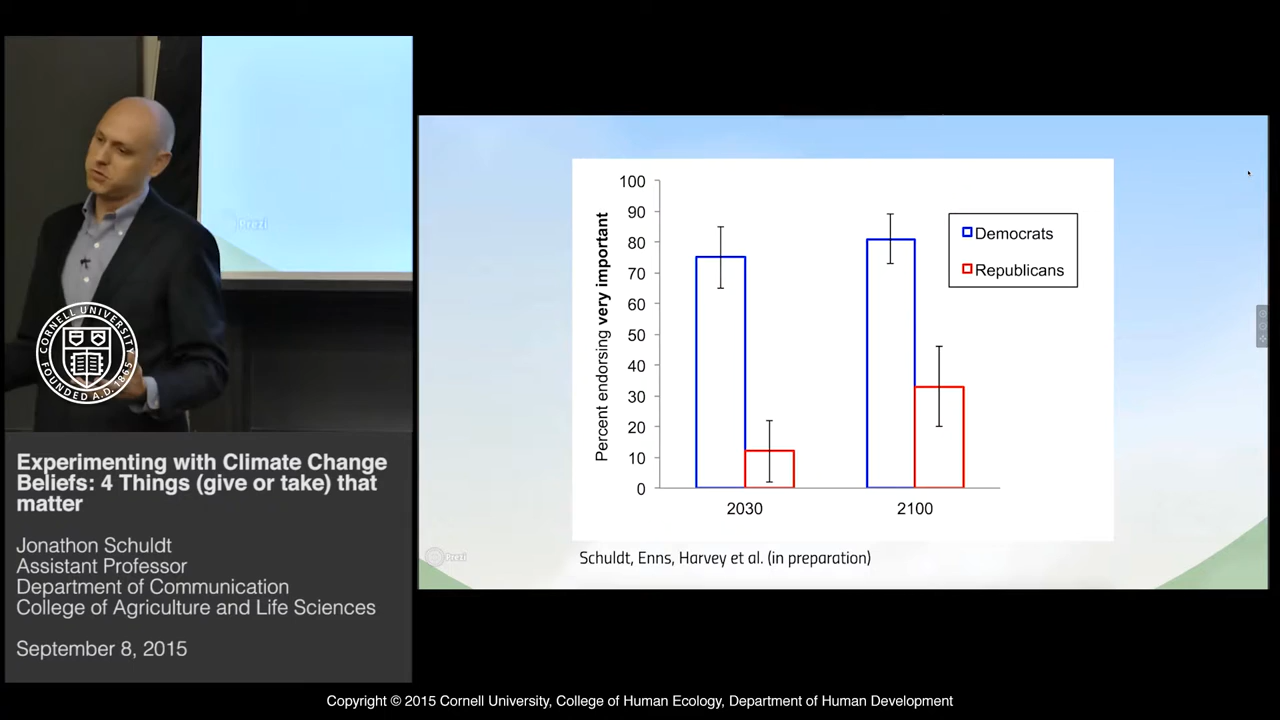 Prezi
CORNELL UNIVERSITY
FOUNDED A.D. 1865
Experimenting with Climate Change
Beliefs: 4 Things (give or take) that
matter
Jonathon Schuldt
Assistant Professor
Department of Communication
College of Agriculture and Life Sciences
September 8, 2015
Percent endorsing very important
100
90
80
70
60
50
40
30
20
10
0
2030
2100
Democrats
Republicans
Schuldt, Enns, Harvey et al. (in preparation)
Prezi
Copyright © 2015 Cornell University, College of Human Ecology, Department of Human Development